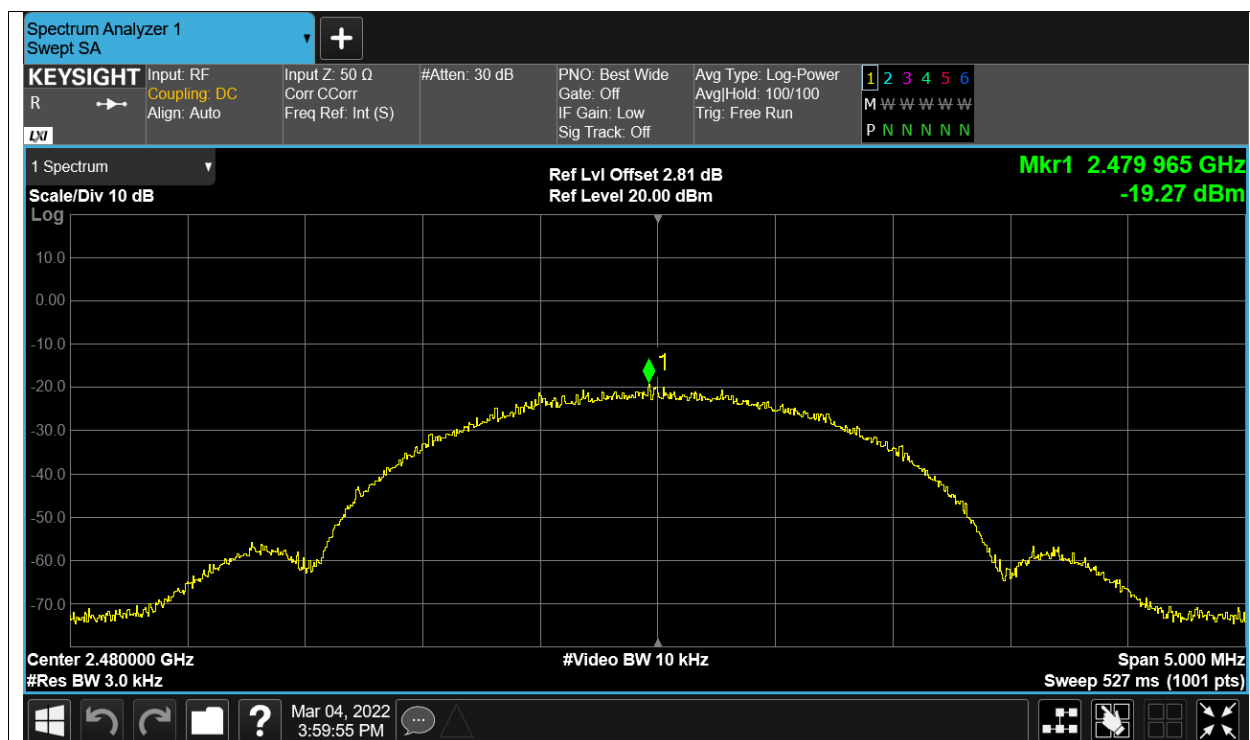 Spectrum Analyzer 1
Swept SA
+
KEYSIGHT
R
LXI
Input: RF
Coupling: DC
Align: Auto
Input Z: 50 Ω
Corr CCorr
Freq Ref: Int (S)
#Atten: 30 dB
PNO: Best Wide
Gate: Off
IF Gain: Low
Sig Track: Off
Avg Type: Log-Power
Avg|Hold: 100/100
Trig: Free Run
1 2 3 4 5 6
M W W W W W
P N N N N N
1 Spectrum
Scale/Div 10 dB
Ref Lvl Offset 2.81 dB
Ref Level 20.00 dBm
Mkr1 2.479 965 GHz
-19.27 dBm
Log
10.0
0.00
-10.0
1
-20.0
-30.0
-40.0
-50.0
-60.0
-70.0
Center 2.480000 GHz
#Video BW 10 kHz
Span 5.000 MHz
#Res BW 3.0 kHz
Sweep 527 ms (1001 pts)
?
Mar 04, 2022
3:59:55 PM